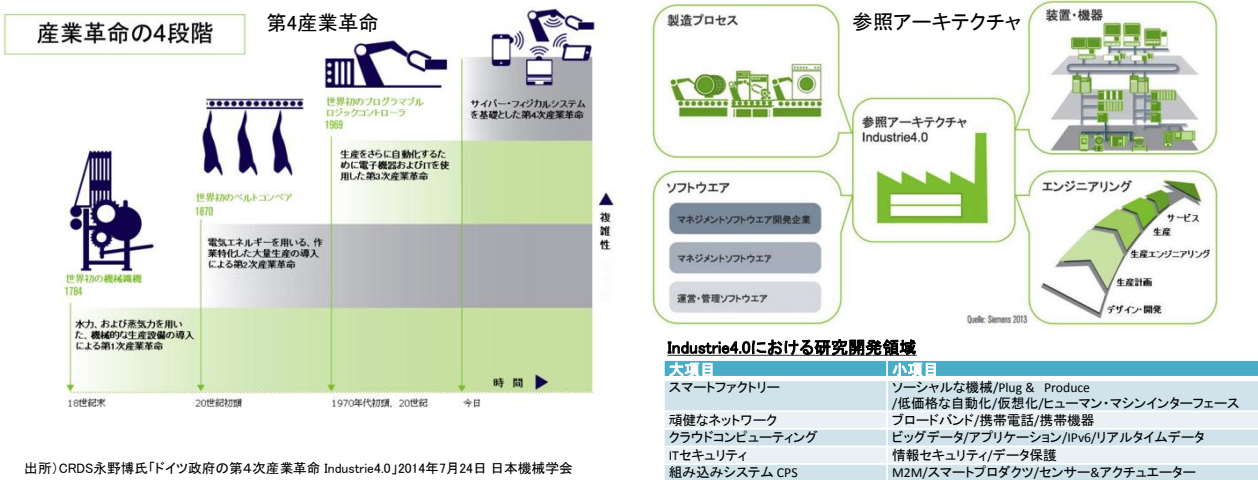 産業革命の4段階
第4産業革命
世界初のプログラマブル
ロジックコントローラ
1969
サイバー・フィジカルシステム
を基礎とした第4次産業革命
生産をさらに自動化するた
めに電子機器およびITを使
用した第3次産業革命
世界初のベルトコンベア
1870
電気エネルギーを用いる、作
業特化した大量生産の導入
による第2次産業革命
世界初の機械織機
1784
水力、および蒸気力を用い
た、機械的な生産設備の導入
による第1次産業革命
複雑性
時間
18世紀末
20世紀初頭
1970年代初頭、20世紀
今日
出所)CRDS永野博氏「ドイツ政府の第4次産業革命 Industrie4.0」2014年7月24日 日本機械学会
製造プロセス
参照アーキテクチャ
装置・機器
参照アーキテクチャ
Industrie4.0
ソフトウエア
マネジメントソフトウエア開発企業
マネジメントソフトウエア
運営・管理ソフトウエア
エンジニアリング
サービス
生産
生産エンジニアリング
生産計画
デザイン・開発
Quelle: Siemens 2013
Industrie4.0における研究開発領域
大項目 小項目
スマートファクトリー ソーシャルな機械/Plug & Produce
/低価格な自動化/仮想化/ヒューマン・マシンインターフェース
頑健なネットワーク ブロードバンド/携帯電話/携帯機器
クラウドコンピューティング ビッグデータ/アプリケーション/IPv6/リアルタイムデータ
ITセキュリティ 情報セキュリティ/データ保護
組み込みシステム CPS M2M/スマートプロダクツ/センサー&アクチュエーター